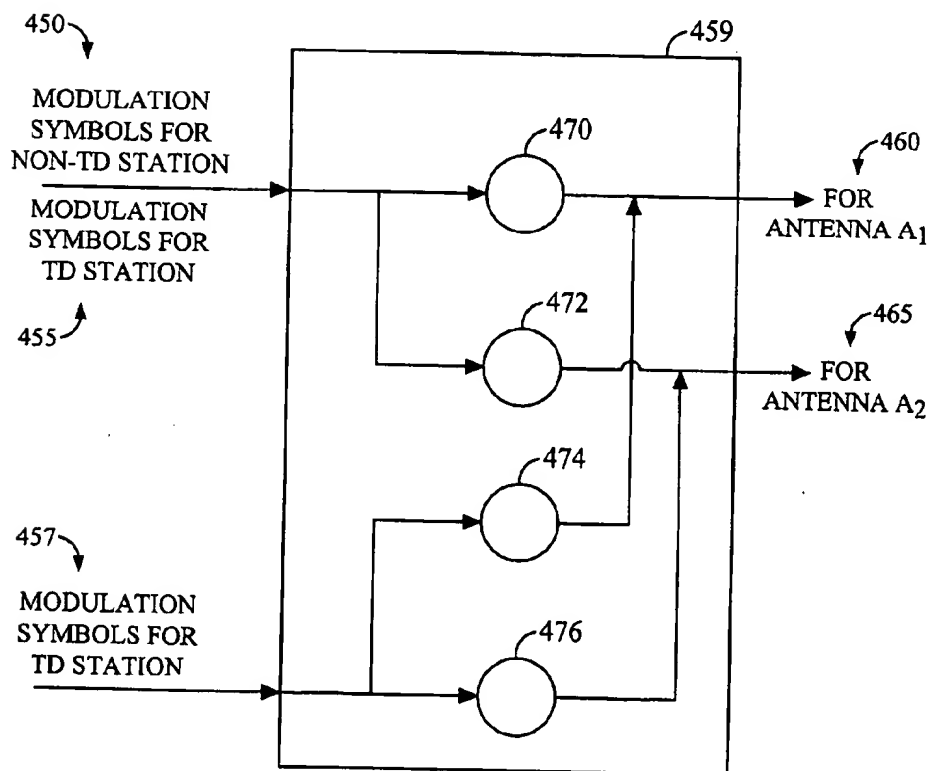 450
459
MODULATION
SYMBOLS FOR
NON-TD STATION
MODULATION
SYMBOLS FOR
TD STATION
455
470
460
FOR
ANTENNA A1
472
465
FOR
ANTENNA A2
474
457
MODULATION
SYMBOLS FOR
TD STATION
476